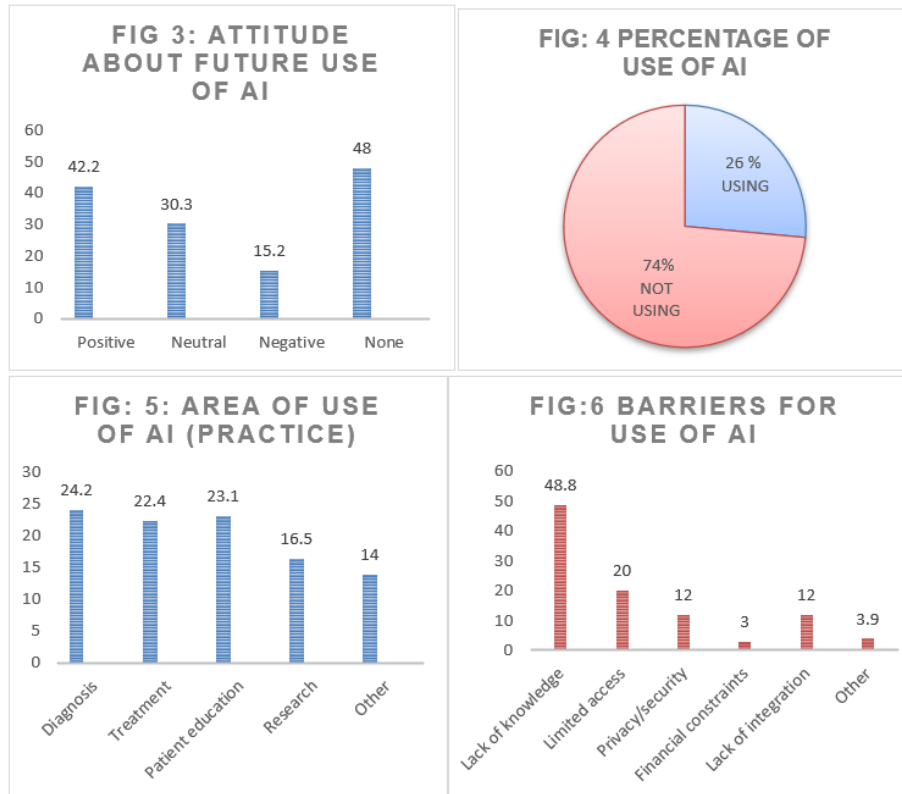 FIG 3: ATTITUDE
ABOUT FUTURE USE
OF AI
60
50
40
30
20
10
0
42.2
30.3
15.2
48
Positive
Neutral
Negative
None
FIG: 4 PERCENTAGE OF
USE OF AI
26 %
USING
74%
NOT
USING
FIG: 5: AREA OF USE
OF AI (PRACTICE)
30
25
20
15
10
5
0
24.2
22.4
23.1
16.5
14
Diagnosis
Treatment
Patient education
Research
Other
FIG:6 BARRIERS FOR
USE OF AI
60
50
40
30
20
10
0
48.8
20
12
3
12
3.9
Lack of knowledge
Limited access
Privacy/security
Financial constraints
Lack of integration
Other